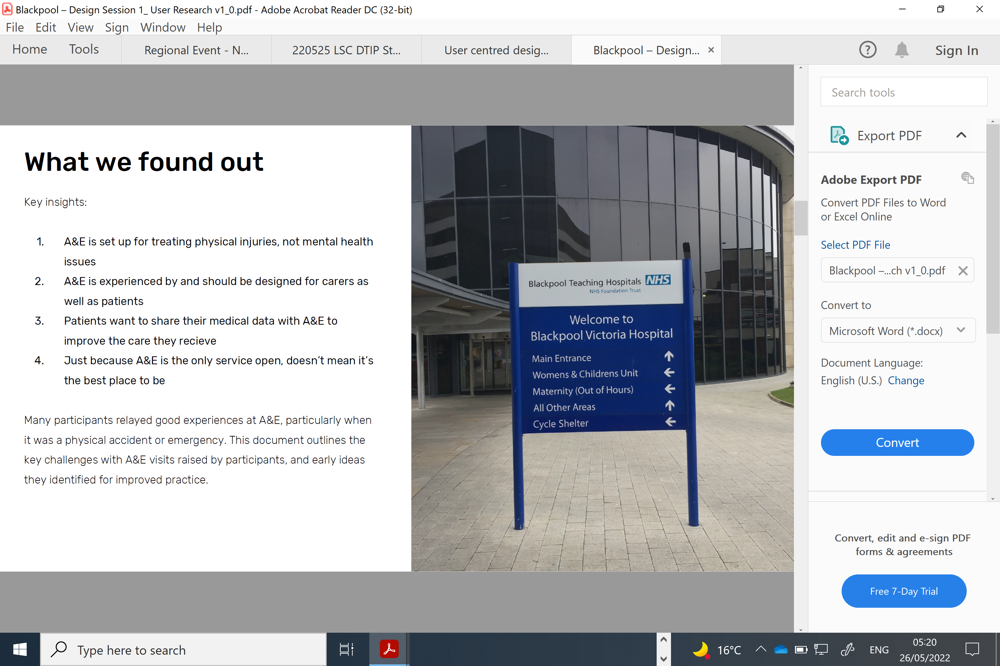 Blackpool – Design Session 1_ User Research v1_0.pdf - Adobe Acrobat Reader DC (32-bit)
File Edit View Sign Window Help
Home Tools Regional Event - N... 220525 LSC DTIP St... User centred desig... Blackpool – Design... Sign In
Search tools
Export PDF
Adobe Export PDF
Convert PDF Files to Word
or Excel Online
Select PDF File
Blackpool –...ch v1_0.pdf
Convert to
Microsoft Word (*.docx)
Document Language:
English (U.S.) Change
Convert
Convert, edit and e-sign PDF
forms & agreements
Free 7-Day Trial
What we found out
Key insights:
1. A&E is set up for treating physical injuries, not mental health
issues
2. A&E is experienced by and should be designed for carers as
well as patients
3. Patients want to share their medical data with A&E to
improve the care they recieve
4. Just because A&E is the only service open, doesn’t mean it’s
the best place to be
Many participants relayed good experiences at A&E, particularly when
it was a physical accident or emergency. This document outlines the
key challenges with A&E visits raised by participants, and early ideas
they identified for improved practice.
Blackpool Teaching Hospitals NHS
NHS Foundation Trust
Welcome to
Blackpool Victoria Hospital
Main Entrance
Womens & Childrens Unit
Maternity (Out of Hours)
All Other Areas
Cycle Shelter
Type here to search
16°C
ENG
05:20
26/05/2022